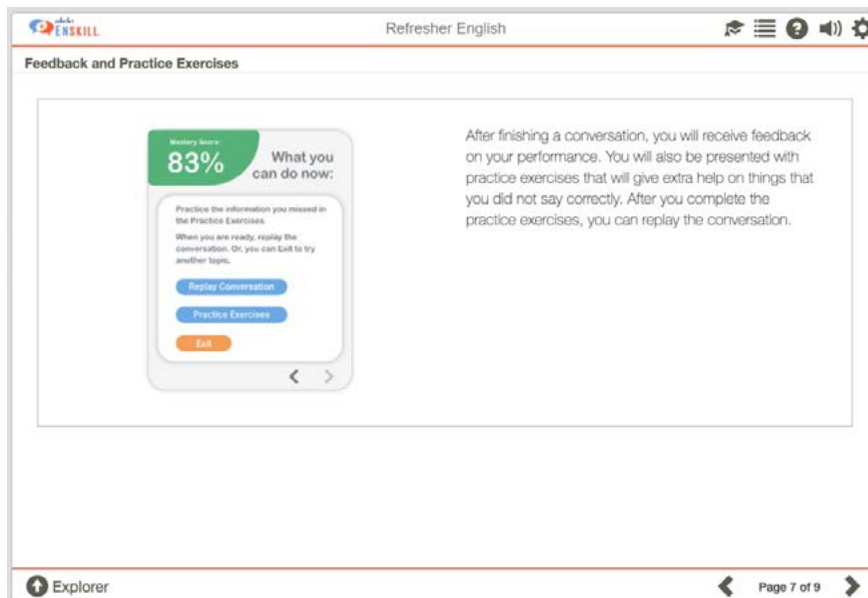 alelo
ENSKILL
Refresher English
Feedback and Practice Exercises
Mastery Score:
83%
What you
can do now:
Practice the information you missed in
the Practice Exercises.
When you are ready, replay the
conversation. Or, you can Exit to try
another topic.
Replay Conversation
Practice Exercises
Exit
After finishing a conversation, you will receive feedback
on your performance. You will also be presented with
practice exercises that will give extra help on things that
you did not say correctly. After you complete the
practice exercises, you can replay the conversation.
Explorer
Page 7 of 9